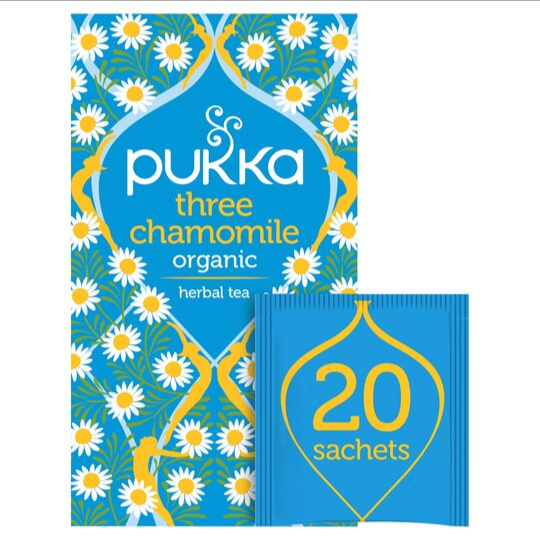 pukka
three
chamomile
organic
herbal tea
20
sachets